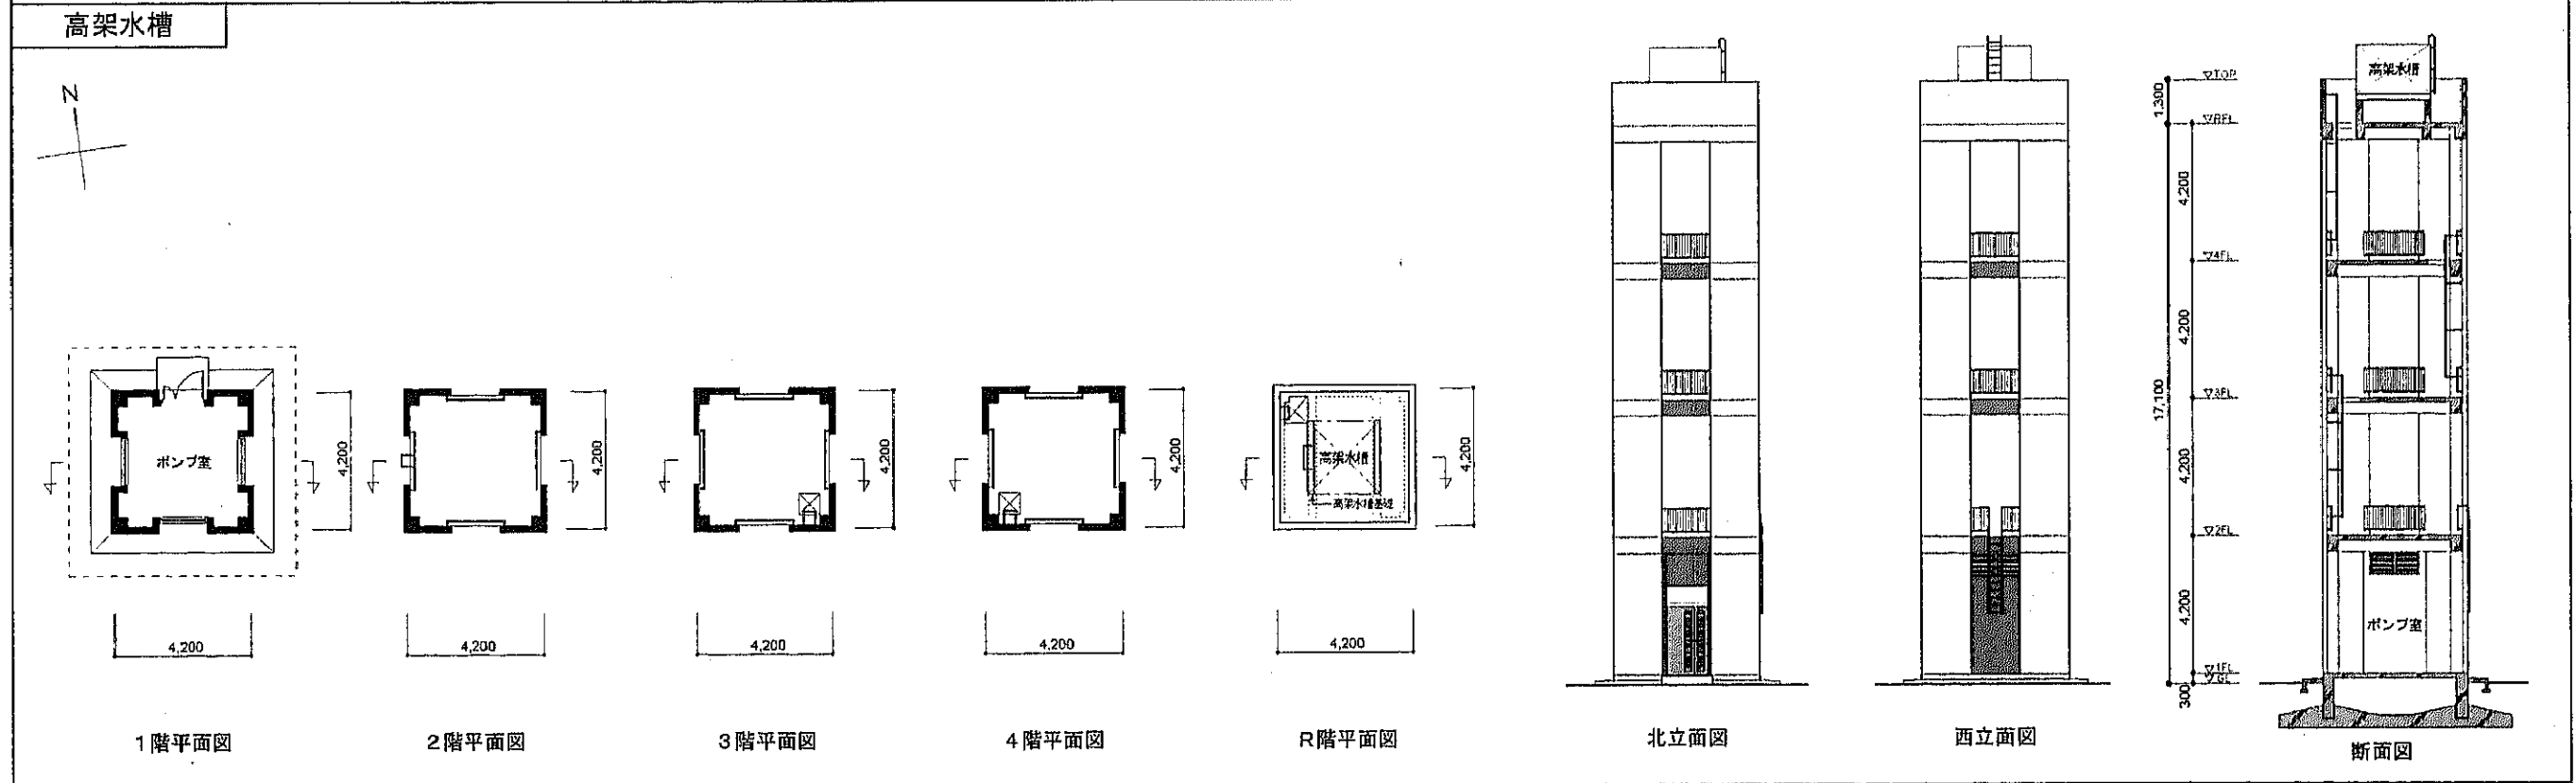 高架水槽
N
ポンプ室
4,200
4,200
1階平面図
4,200
4,200
2階平面図
4,200
4,200
3階平面図
4,200
4,200
4階平面図
高架水槽
高架水槽基礎
4,200
4,200
R階平面図
北立面図
西立面図
高架水槽
▽TOP
1,300
▽RFL
4,200
▽4FL
4,200
▽3FL
17,100
4,200
▽2FL
4,200
ポンプ室
▽1FL
▽GL
300
断面図